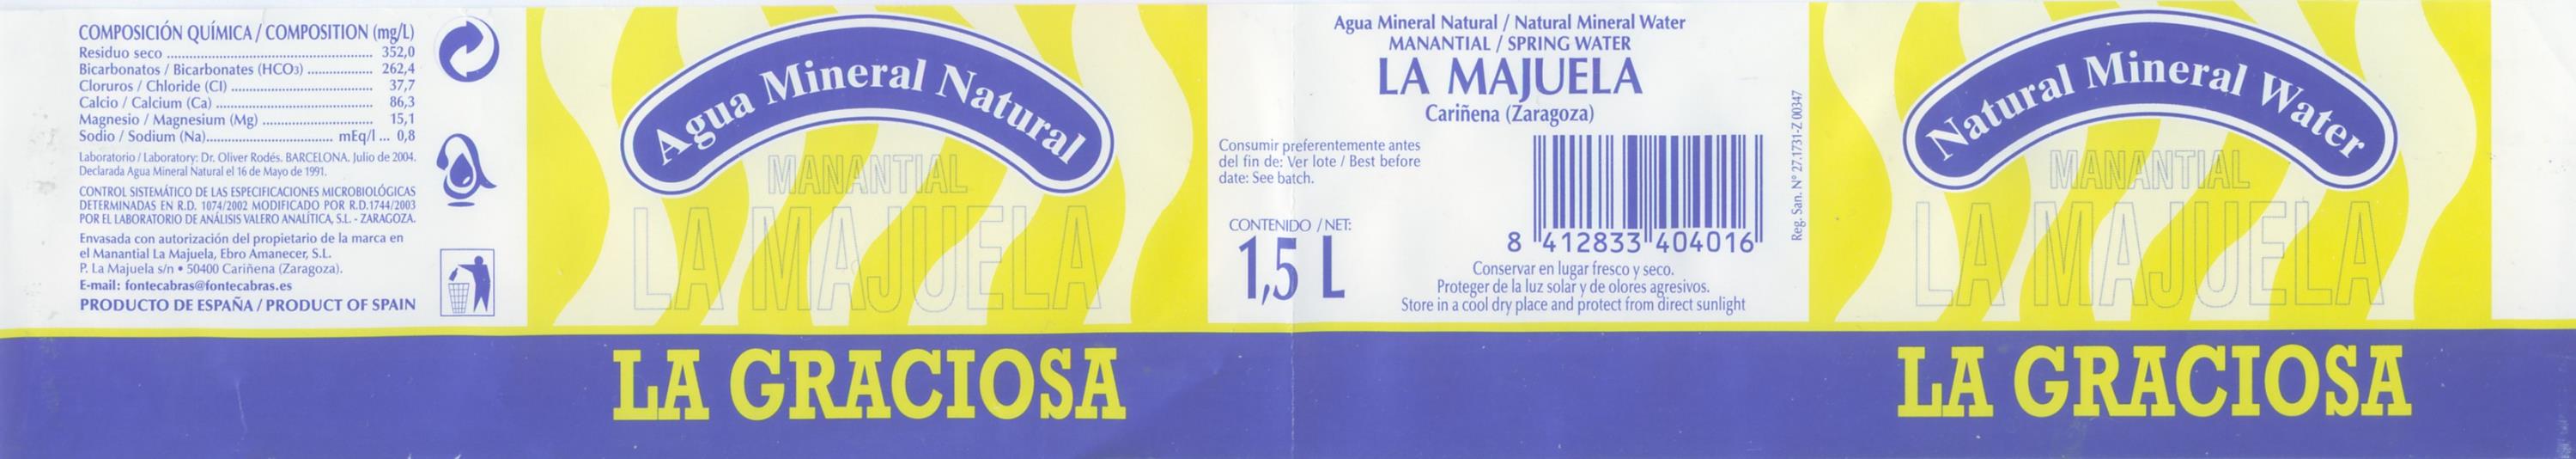 COMPOSICIÓN QUÍMICA / COMPOSITION (mg/L)
Residuo seco ........ 352,0
Bicarbonatos / Bicarbonates (HCO3) ........ 262,4
Cloruros / Chloride (Cl) ........ 37,7
Calcio / Calcium (Ca) ........ 86,3
Magnesio / Magnesium (Mg) ........ 15,1
Sodio / Sodium (Na)........ mEq/l ... 0,8
Laboratorio / Laboratory: Dr. Oliver Rodés. BARCELONA. Julio de 2004.
Declarada Agua Mineral Natural el 16 de Mayo de 1991.
CONTROL SISTEMÁTICO DE LAS ESPECIFICACIONES MICROBIOLÓGICAS
DETERMINADAS EN R.D. 1074/2002 MODIFICADO POR R.D.1744/2003
POR EL LABORATORIO DE ANÁLISIS VALERO ANALÍTICA, S.L. - ZARAGOZA.
Envasada con autorización del propietario de la marca en
el Manantial La Majuela, Ebro Amanecer, S.L.
P. La Majuela s/n • 50400 Cariñena (Zaragoza).
E-mail: fontecabras@fontecabras.es
PRODUCTO DE ESPAÑA / PRODUCT OF SPAIN
Agua Mineral Natural
MANANTIAL
LA MAJUELA
LA GRACIOSA
Agua Mineral Natural / Natural Mineral Water
MANANTIAL / SPRING WATER
LA MAJUELA
Cariñena (Zaragoza)
Consumir preferentemente antes
del fin de: Ver lote / Best before
date: See batch.
CONTENIDO / NET:
1,5 L
8 412833 404016
Conservar en lugar fresco y seco.
Proteger de la luz solar y de olores agresivos.
Store in a cool dry place and protect from direct sunlight
Reg. San. Nº 27.1731-Z 00347
Natural Mineral Water
MANANTIAL
LA MAJUELA
LA GRACIOSA